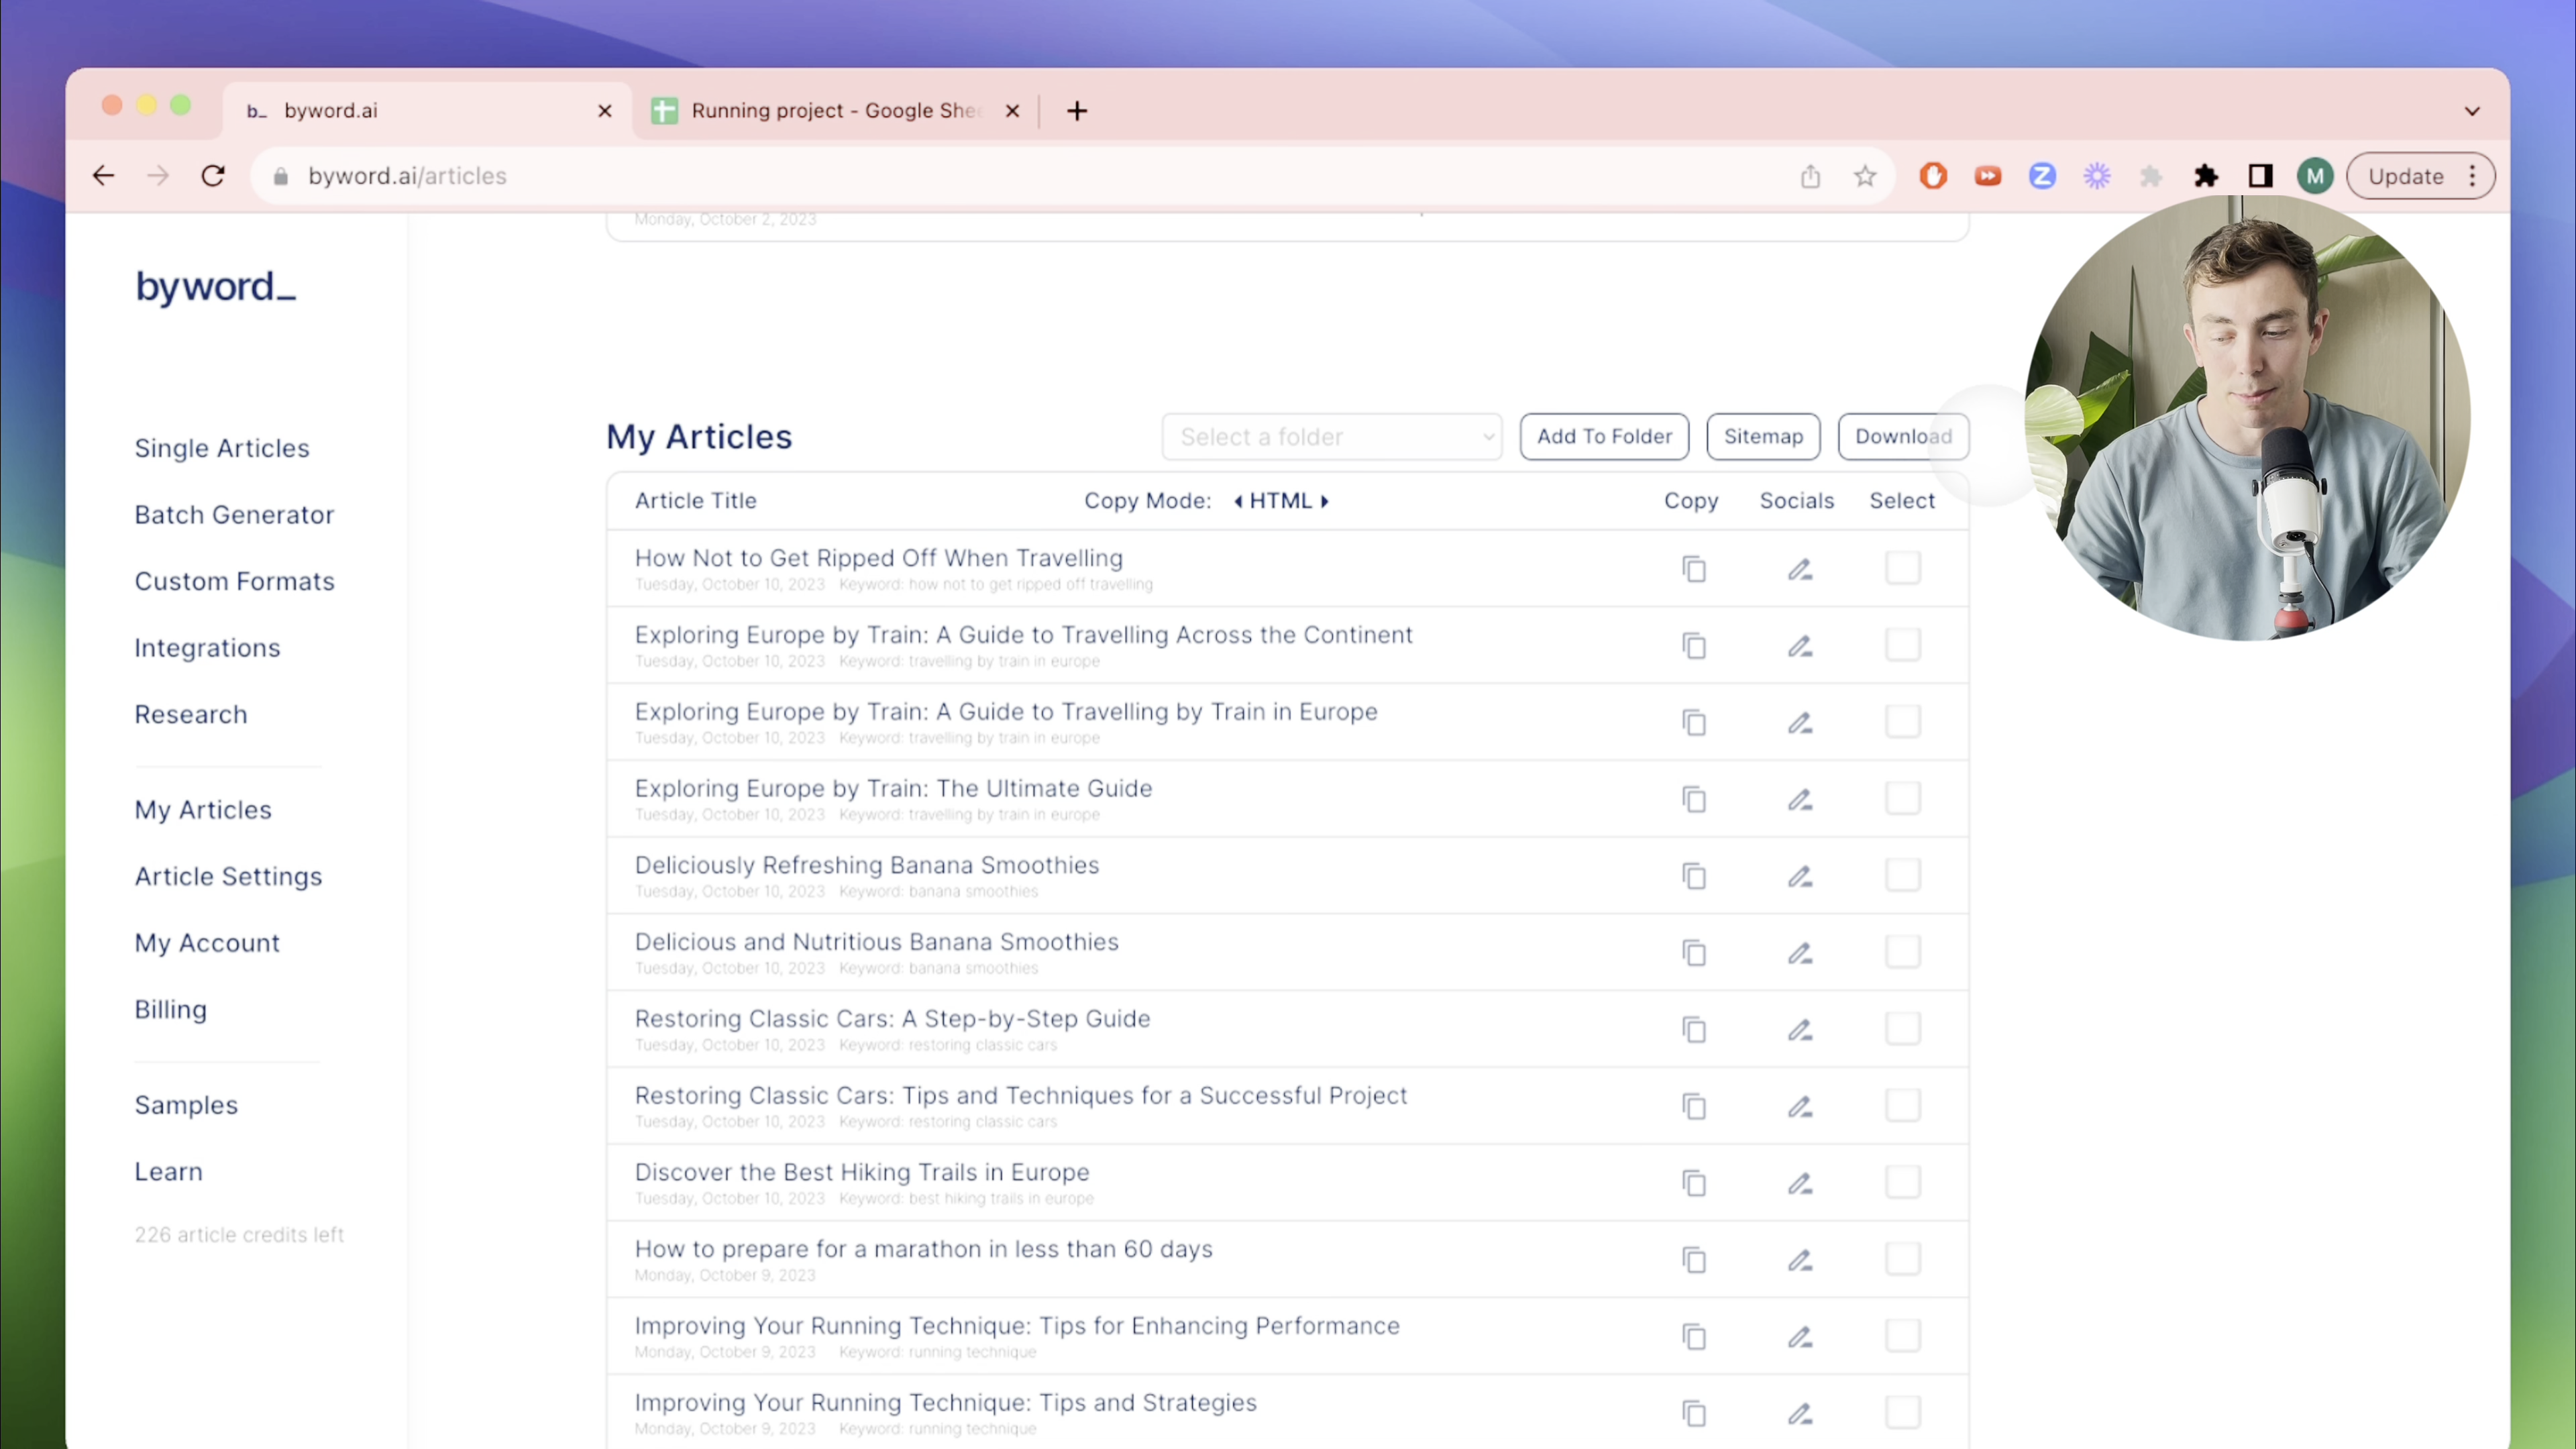 b_ byword.ai
Running project - Google She
byword.ai/articles
Z
M
Update
Monday, October 2, 2023
byword_
Single Articles
Batch Generator
Custom Formats
Integrations
Research
My Articles
Article Settings
My Account
Billing
Samples
Learn
226 article credits left
My Articles
Select a folder
Add To Folder
Sitemap
Download
Article Title
Copy Mode: HTML
Copy
Socials
Select
How Not to Get Ripped Off When Travelling
Tuesday, October 10, 2023 Keyword: how not to get ripped off travelling
Exploring Europe by Train: A Guide to Travelling Across the Continent
Tuesday, October 10, 2023 Keyword: travelling by train in europe
Exploring Europe by Train: A Guide to Travelling by Train in Europe
Tuesday, October 10, 2023 Keyword: travelling by train in europe
Exploring Europe by Train: The Ultimate Guide
Tuesday, October 10, 2023 Keyword: travelling by train in europe
Deliciously Refreshing Banana Smoothies
Tuesday, October 10, 2023 Keyword: banana smoothies
Delicious and Nutritious Banana Smoothies
Tuesday, October 10, 2023 Keyword: banana smoothies
Restoring Classic Cars: A Step-by-Step Guide
Tuesday, October 10, 2023 Keyword: restoring classic cars
Restoring Classic Cars: Tips and Techniques for a Successful Project
Tuesday, October 10, 2023 Keyword: restoring classic cars
Discover the Best Hiking Trails in Europe
Tuesday, October 10, 2023 Keyword: best hiking trails in europe
How to prepare for a marathon in less than 60 days
Monday, October 9, 2023
Improving Your Running Technique: Tips for Enhancing Performance
Monday, October 9, 2023 Keyword: running technique
Improving Your Running Technique: Tips and Strategies
Monday, October 9, 2023 Keyword: running technique